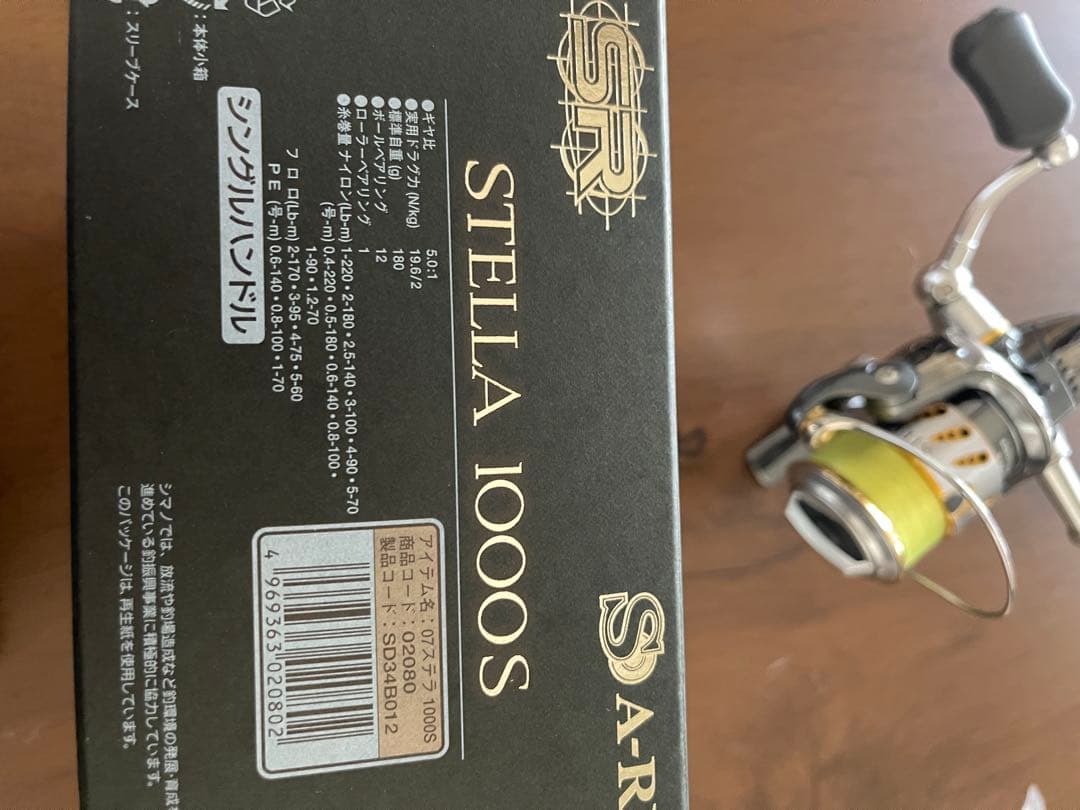 SR
STELLA 1000S
S A-R
●ギヤ比 5.0:1
●実用ドラグ力(N/kg) 19.6/2
●標準自重(g) 180
●ボールベアリング 12
●ローラーベアリング 1
●糸巻量 ナイロン(Lb-m) 1-220・2-180・2.5-140・3-100・4-90・5-70
(号-m) 0.4-220・0.5-180・0.6-140・0.8-100・
1-90・1.2-70
フロロ(Lb-m) 2-170・3-95・4-75・5-60
PE (号-m) 0.6-140・0.8-100・1-70
シングルハンドル
:本体小箱
:スリーブケース
アイテム名:07ステラ 1000S
商品コード:02080
製品コード:SD34B012
4 969363 020802
シマノでは、放流や釣場造成など釣環境の発展・育成を
進めている釣振興事業に積極的に協力しています。
このパッケージは、再生紙を使用しています。